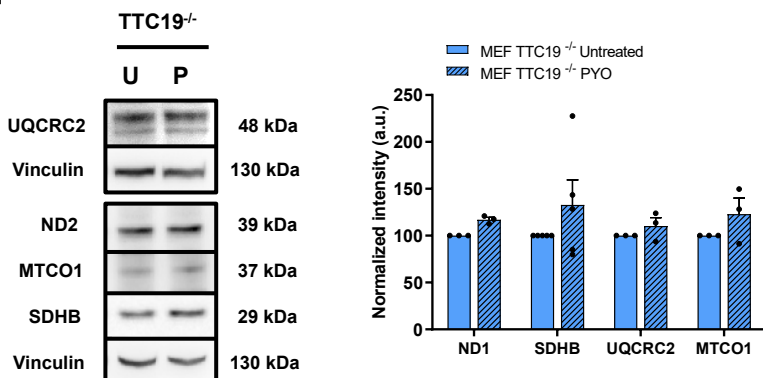 TTC19-/-
U P
UQCRC2 48 kDa
Vinculin 130 kDa
ND2 39 kDa
MTCO1 37 kDa
SDHB 29 kDa
Vinculin 130 kDa
MEF TTC19 -/- Untreated
MEF TTC19 -/- PYO
Normalized intensity (a.u.)
250
200
150
100
50
0
ND1 SDHB UQCRC2 MTCO1